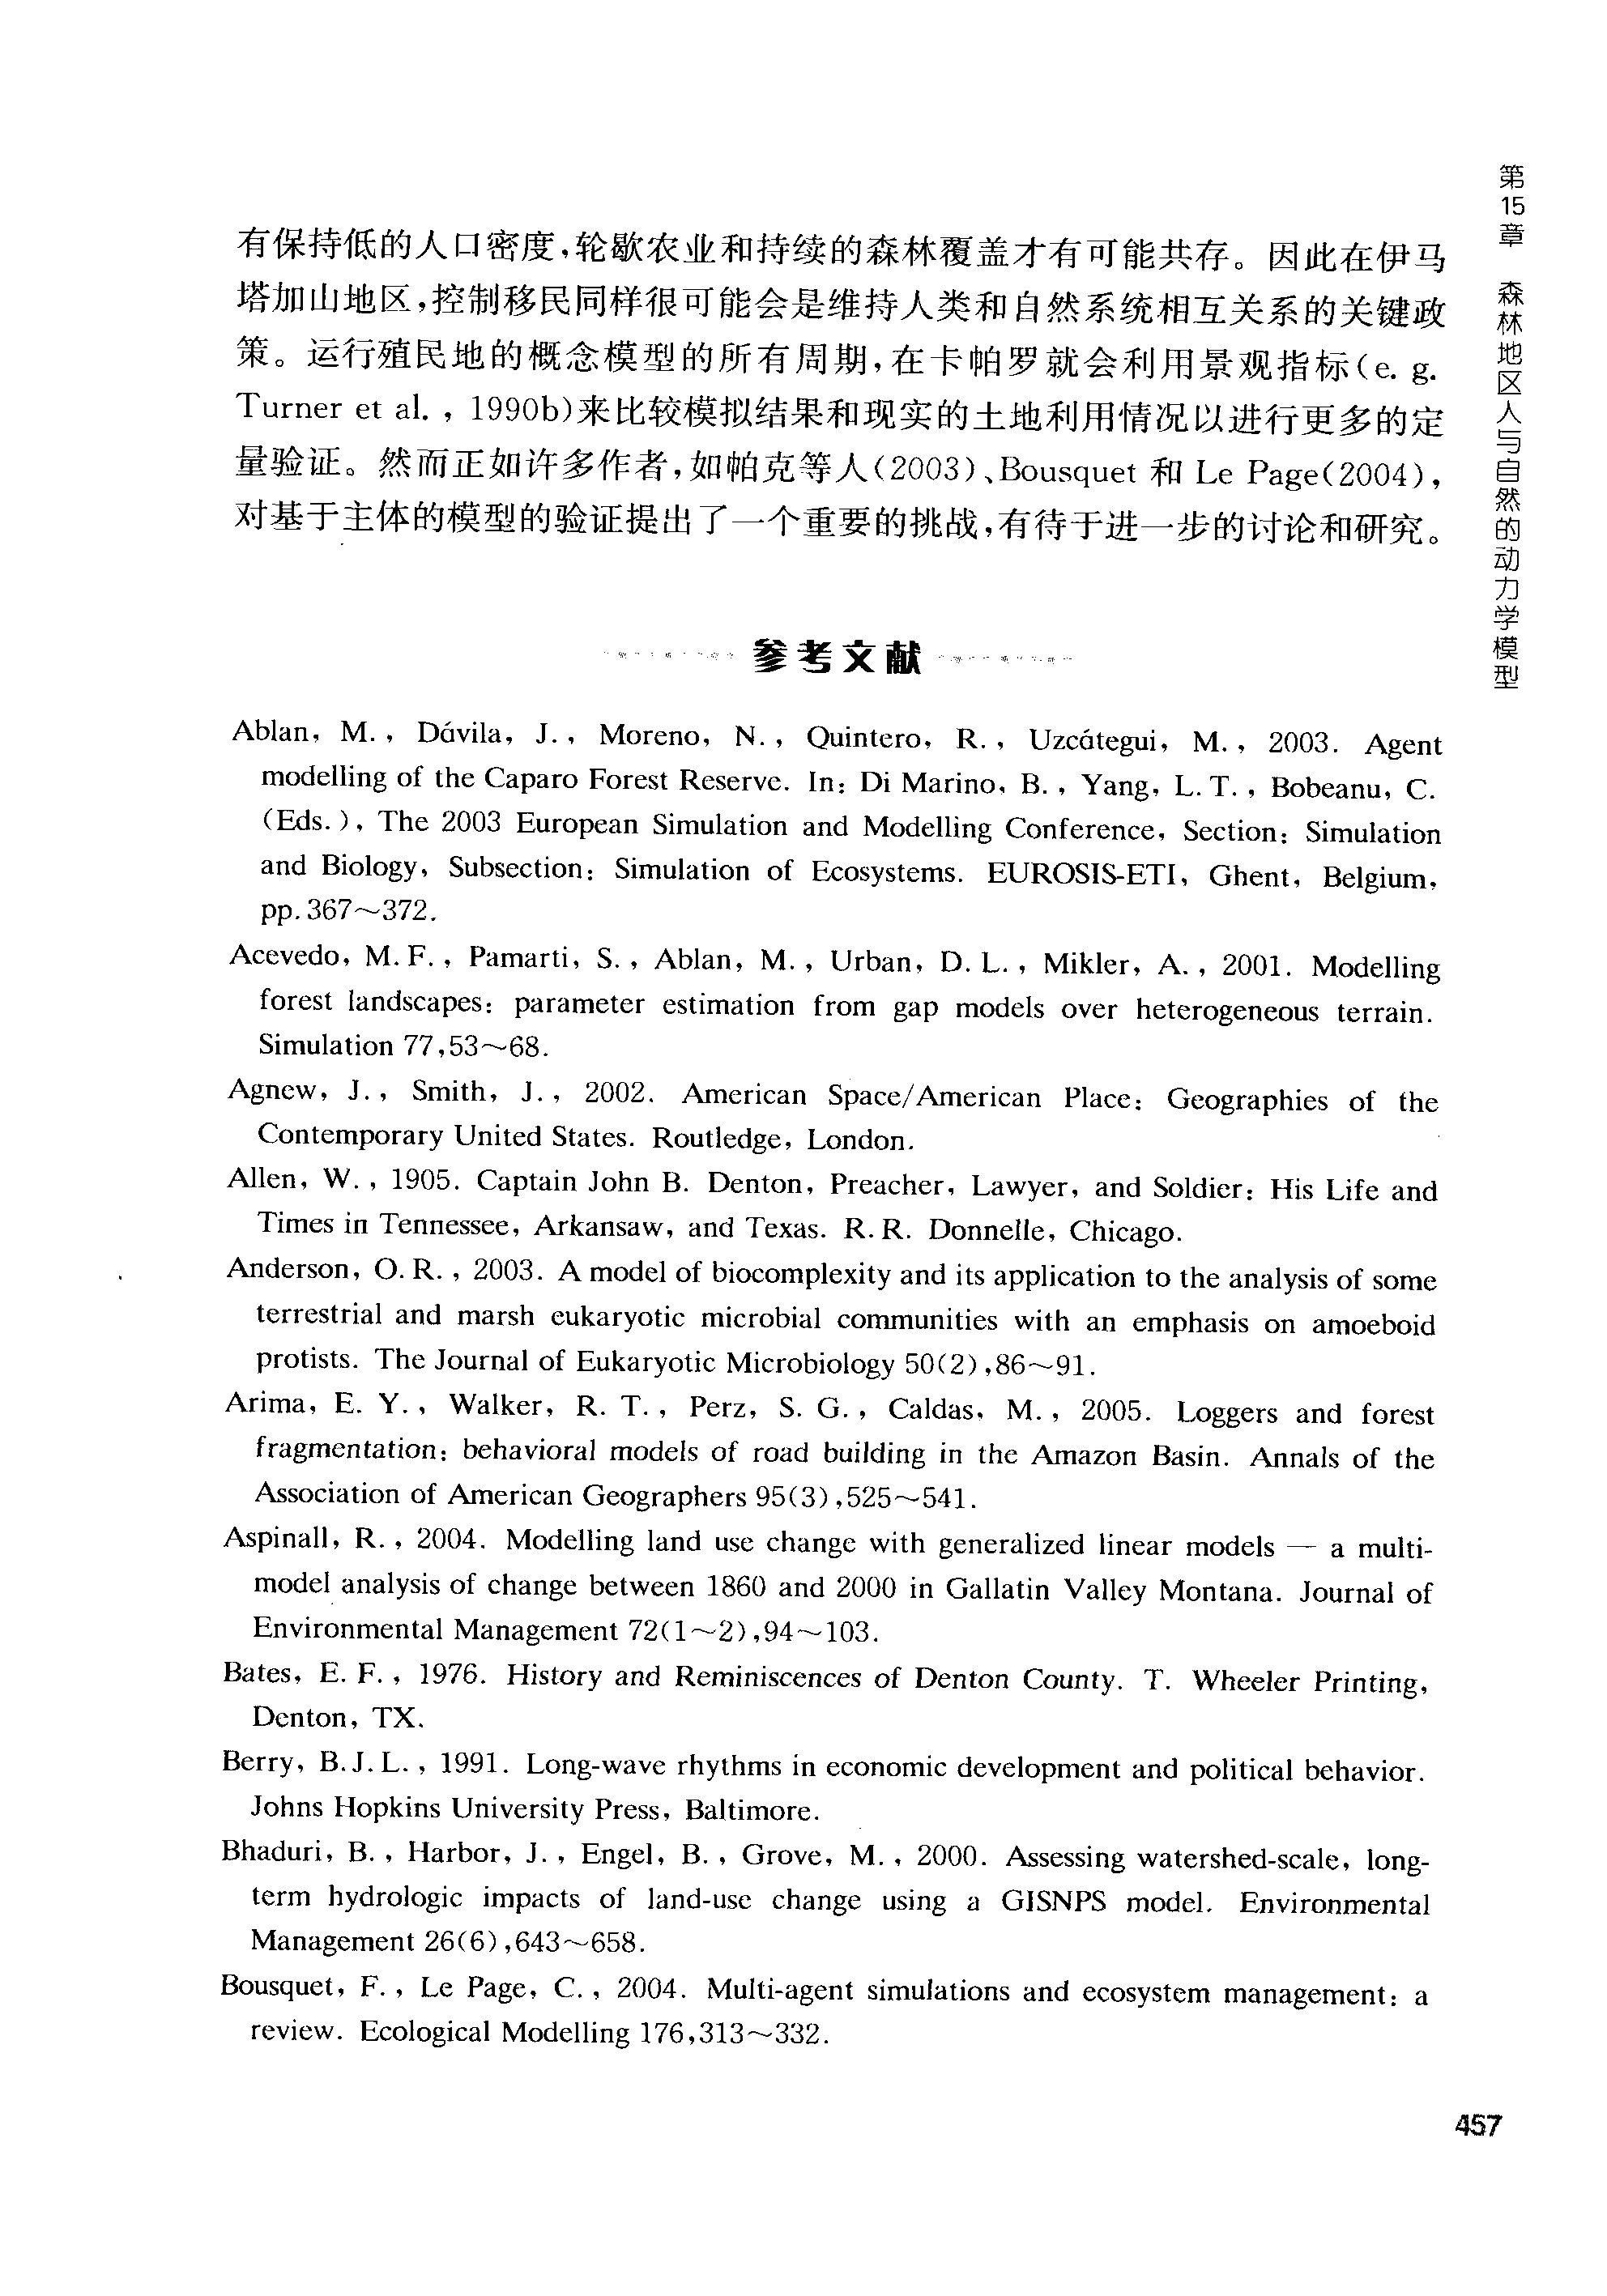 有保持低的人口密度,轮歇农业和持续的森林覆盖才有可能共存。因此在伊马
塔加山地区,控制移民同样很可能会是维持人类和自然系统相互关系的关键政
策。运行殖民地的概念模型的所有周期,在卡帕罗就会利用景观指标(e. g.
Turner et al. , 1990b)来比较模拟结果和现实的土地利用情况以进行更多的定
量验证。然而正如许多作者,如帕克等人(2003)、Bousquet 和 Le Page(2004),
对基于主体的模型的验证提出了一个重要的挑战,有待于进一步的讨论和研究。
参考文献
Ablan, M. , Dávila, J. , Moreno, N. , Quintero, R. , Uzcátegui, M. , 2003. Agent
modelling of the Caparo Forest Reserve. In: Di Marino, B. , Yang, L. T. , Bobeanu, C.
(Eds. ), The 2003 European Simulation and Modelling Conference, Section: Simulation
and Biology, Subsection: Simulation of Ecosystems. EUROSIS-ETI, Ghent, Belgium,
pp. 367～372.
Acevedo, M. F. , Pamarti, S. , Ablan, M. , Urban, D. L. , Mikler, A. , 2001. Modelling
forest landscapes: parameter estimation from gap models over heterogeneous terrain.
Simulation 77,53～68.
Agnew, J. , Smith, J. , 2002. American Space/American Place: Geographies of the
Contemporary United States. Routledge, London.
Allen, W. , 1905. Captain John B. Denton, Preacher, Lawyer, and Soldier: His Life and
Times in Tennessee, Arkansaw, and Texas. R. R. Donnelle, Chicago.
Anderson, O. R. , 2003. A model of biocomplexity and its application to the analysis of some
terrestrial and marsh eukaryotic microbial communities with an emphasis on amoeboid
protists. The Journal of Eukaryotic Microbiology 50(2),86～91.
Arima, E. Y. , Walker, R. T. , Perz, S. G. , Caldas, M. , 2005. Loggers and forest
fragmentation: behavioral models of road building in the Amazon Basin. Annals of the
Association of American Geographers 95(3),525～541.
Aspinall, R. , 2004. Modelling land use change with generalized linear models — a multi-
model analysis of change between 1860 and 2000 in Gallatin Valley Montana. Journal of
Environmental Management 72(1～2),94～103.
Bates, E. F. , 1976. History and Reminiscences of Denton County. T. Wheeler Printing,
Denton, TX.
Berry, B. J. L. , 1991. Long-wave rhythms in economic development and political behavior.
Johns Hopkins University Press, Baltimore.
Bhaduri, B. , Harbor, J. , Engel, B. , Grove, M. , 2000. Assessing watershed-scale, long-
term hydrologic impacts of land-use change using a GISNPS model. Environmental
Management 26(6),643～658.
Bousquet, F. , Le Page, C. , 2004. Multi-agent simulations and ecosystem management: a
review. Ecological Modelling 176,313～332.
第15章 森林地区人与自然的动力学模型
457